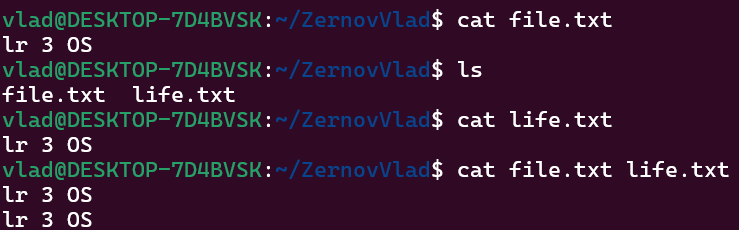 vlad@DESKTOP-7D4BVSK:~/ZernovVlad$ cat file.txt
lr 3 OS
vlad@DESKTOP-7D4BVSK:~/ZernovVlad$ ls
file.txt  life.txt
vlad@DESKTOP-7D4BVSK:~/ZernovVlad$ cat life.txt
lr 3 OS
vlad@DESKTOP-7D4BVSK:~/ZernovVlad$ cat file.txt life.txt
lr 3 OS
lr 3 OS